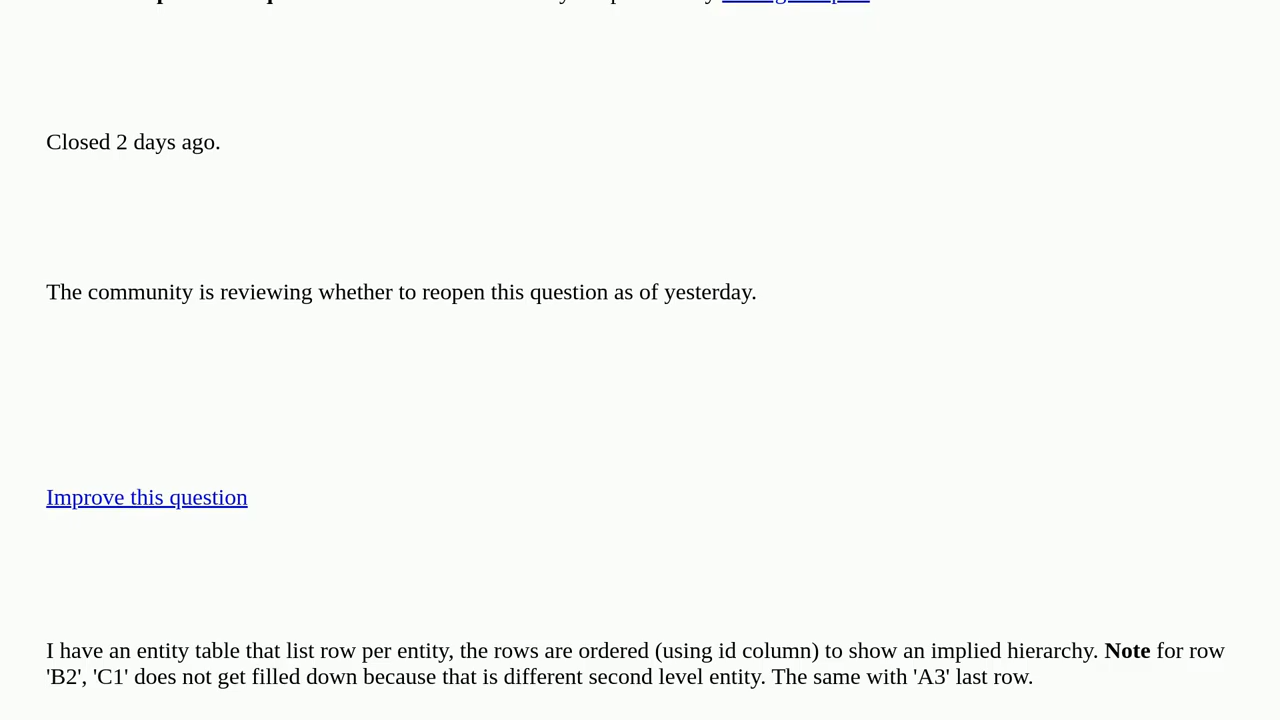 Closed 2 days ago.
The community is reviewing whether to reopen this question as of yesterday.
Improve this question
I have an entity table that list row per entity, the rows are ordered (using id column) to show an implied hierarchy. Note for row
'B2', 'C1' does not get filled down because that is different second level entity. The same with 'A3' last row.